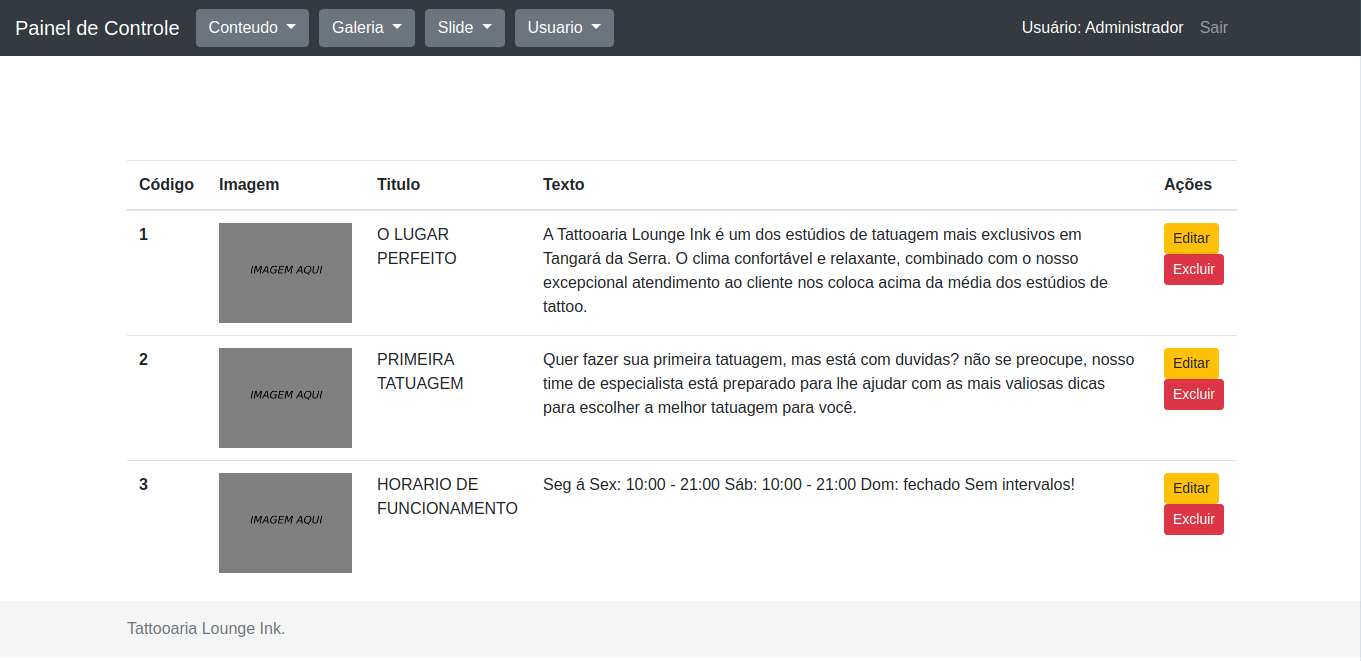 Painel de Controle Conteudo Galeria Slide Usuario Usuário: Administrador Sair
Código Imagem Titulo Texto Ações
1 IMAGEM AQUI
O LUGAR
PERFEITO
A Tattooaria Lounge Ink é um dos estúdios de tatuagem mais exclusivos em
Tangará da Serra. O clima confortável e relaxante, combinado com o nosso
excepcional atendimento ao cliente nos coloca acima da média dos estúdios de
tattoo.
Editar
Excluir
2 IMAGEM AQUI
PRIMEIRA
TATUAGEM
Quer fazer sua primeira tatuagem, mas está com duvidas? não se preocupe, nosso
time de especialista está preparado para lhe ajudar com as mais valiosas dicas
para escolher a melhor tatuagem para você.
Editar
Excluir
3 IMAGEM AQUI
HORARIO DE
FUNCIONAMENTO
Seg á Sex: 10:00 - 21:00 Sáb: 10:00 - 21:00 Dom: fechado Sem intervalos!
Editar
Excluir
Tattooaria Lounge Ink.